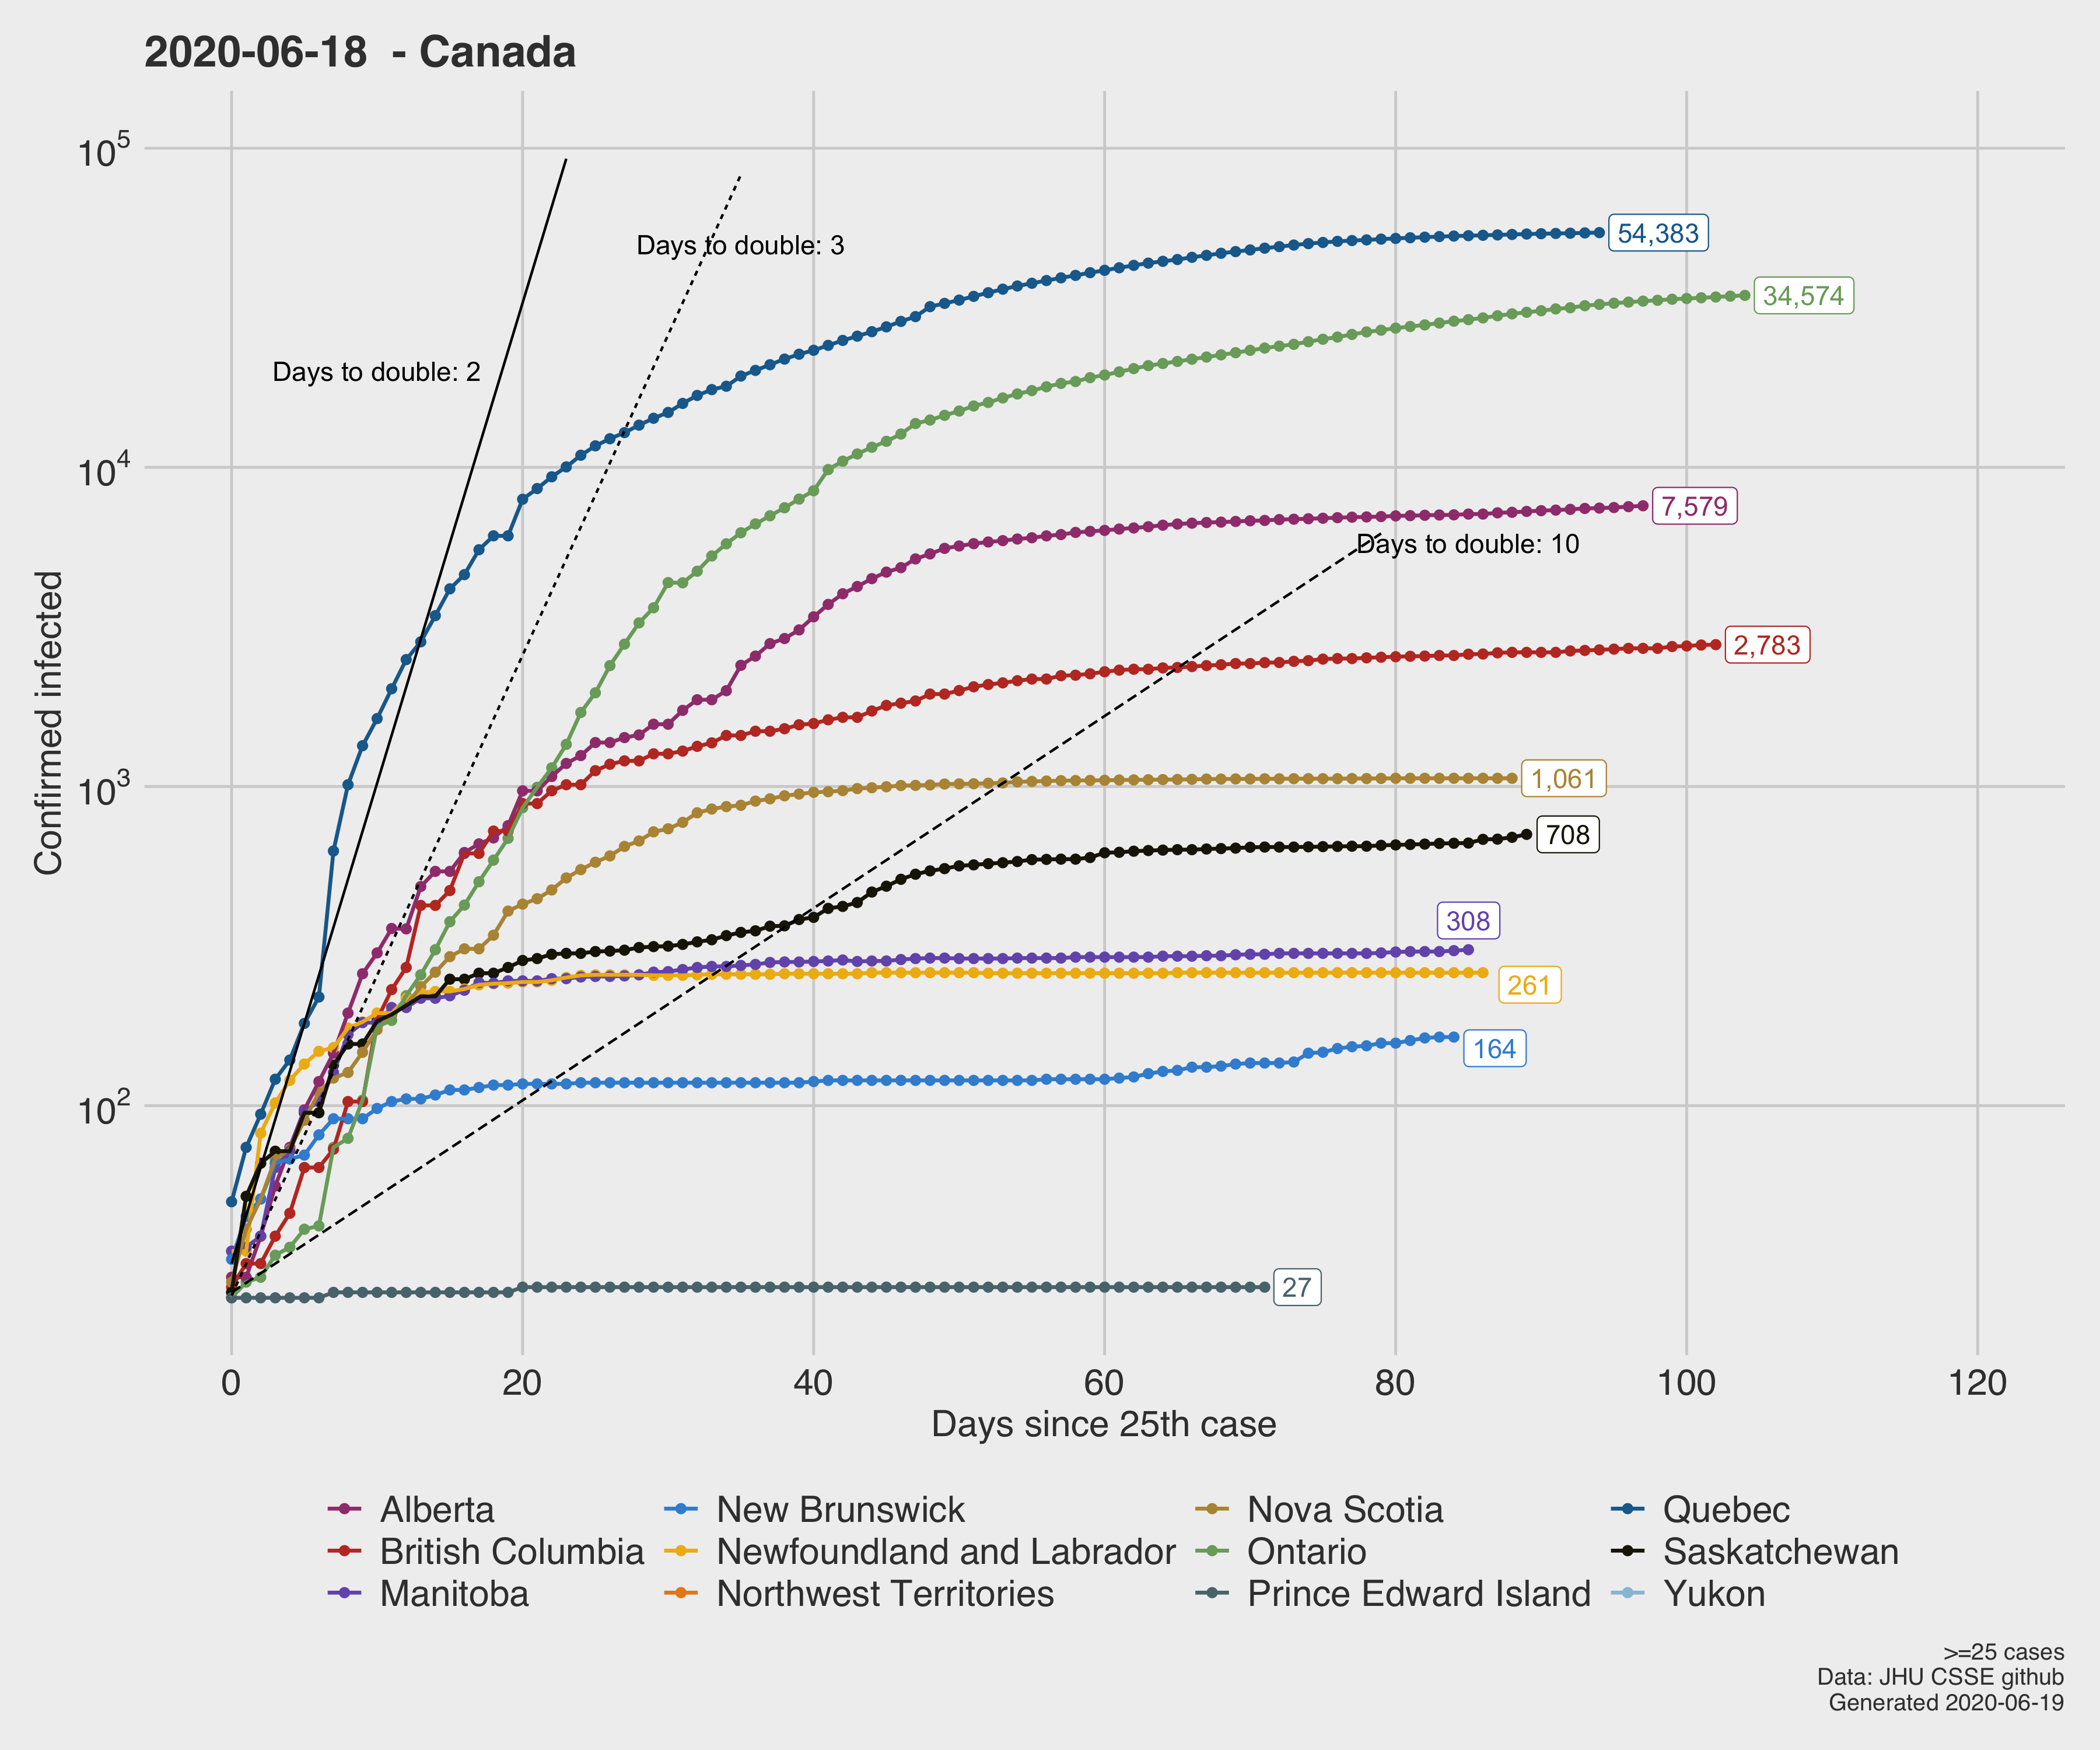 2020-06-18 - Canada
10^5
10^4
10^3
10^2
Confirmed infected
Days to double: 2
Days to double: 3
Days to double: 10
54,383
34,574
7,579
2,783
1,061
708
308
261
164
27
0 20 40 60 80 100 120
Days since 25th case
Alberta New Brunswick Nova Scotia Quebec
British Columbia Newfoundland and Labrador Ontario Saskatchewan
Manitoba Northwest Territories Prince Edward Island Yukon
>=25 cases
Data: JHU CSSE github
Generated 2020-06-19